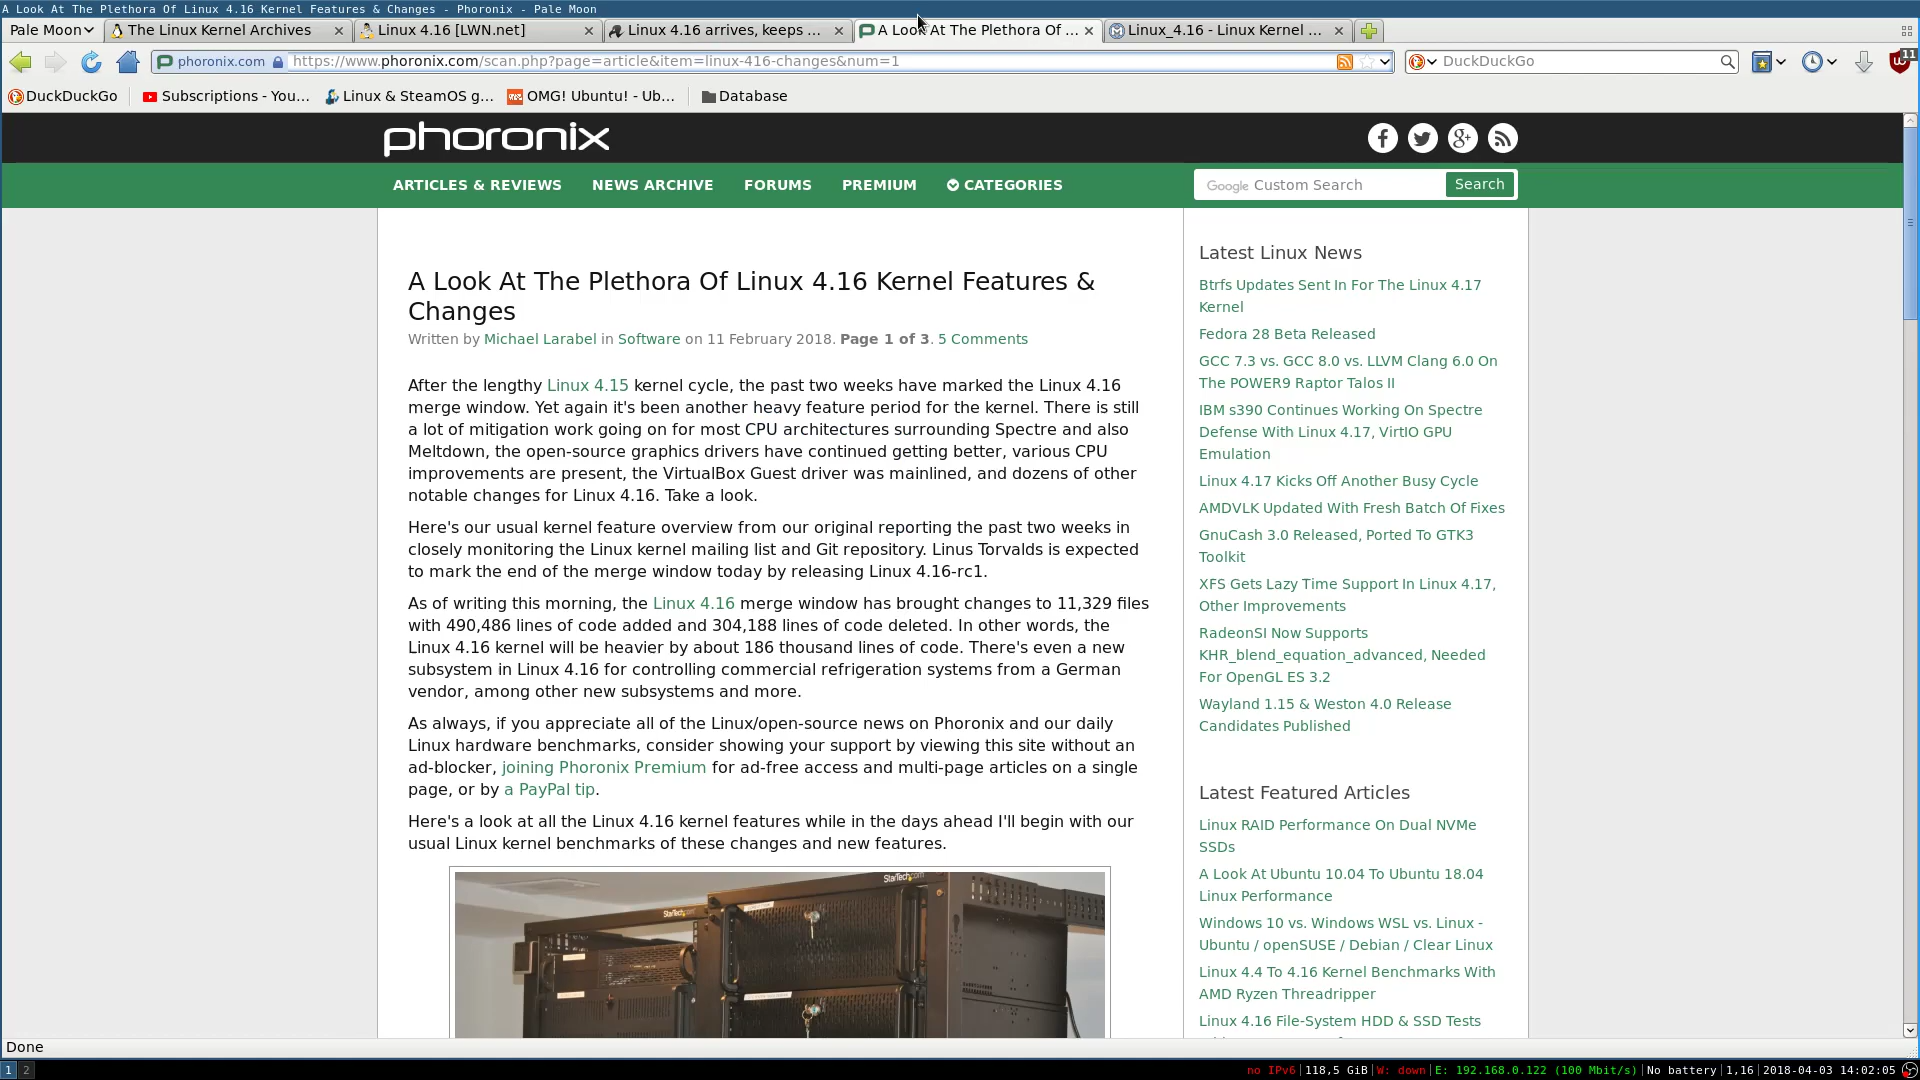 A Look At The Plethora Of Linux 4.16 Kernel Features & Changes - Phoronix - Pale Moon
Pale Moon
The Linux Kernel Archives
Linux 4.16 [LWN.net]
Linux 4.16 arrives, keeps ...
A Look At The Plethora Of ...
Linux_4.16 - Linux Kernel ...
phoronix.com
https://www.phoronix.com/scan.php?page=article&item=linux-416-changes&num=1
DuckDuckGo
11
DuckDuckGo
Subscriptions - You...
Linux & SteamOS g...
OMG! Ubuntu! - Ub...
Database
phoronix
ARTICLES & REVIEWS
NEWS ARCHIVE
FORUMS
PREMIUM
CATEGORIES
Google Custom Search
Search
A Look At The Plethora Of Linux 4.16 Kernel Features &
Changes
Written by Michael Larabel in Software on 11 February 2018. Page 1 of 3. 5 Comments
After the lengthy Linux 4.15 kernel cycle, the past two weeks have marked the Linux 4.16
merge window. Yet again it's been another heavy feature period for the kernel. There is still
a lot of mitigation work going on for most CPU architectures surrounding Spectre and also
Meltdown, the open-source graphics drivers have continued getting better, various CPU
improvements are present, the VirtualBox Guest driver was mainlined, and dozens of other
notable changes for Linux 4.16. Take a look.
Here's our usual kernel feature overview from our original reporting the past two weeks in
closely monitoring the Linux kernel mailing list and Git repository. Linus Torvalds is expected
to mark the end of the merge window today by releasing Linux 4.16-rc1.
As of writing this morning, the Linux 4.16 merge window has brought changes to 11,329 files
with 490,486 lines of code added and 304,188 lines of code deleted. In other words, the
Linux 4.16 kernel will be heavier by about 186 thousand lines of code. There's even a new
subsystem in Linux 4.16 for controlling commercial refrigeration systems from a German
vendor, among other new subsystems and more.
As always, if you appreciate all of the Linux/open-source news on Phoronix and our daily
Linux hardware benchmarks, consider showing your support by viewing this site without an
ad-blocker, joining Phoronix Premium for ad-free access and multi-page articles on a single
page, or by a PayPal tip.
Here's a look at all the Linux 4.16 kernel features while in the days ahead I'll begin with our
usual Linux kernel benchmarks of these changes and new features.
StarTech.com
StarTech.com
Latest Linux News
Btrfs Updates Sent In For The Linux 4.17
Kernel
Fedora 28 Beta Released
GCC 7.3 vs. GCC 8.0 vs. LLVM Clang 6.0 On
The POWER9 Raptor Talos II
IBM s390 Continues Working On Spectre
Defense With Linux 4.17, VirtIO GPU
Emulation
Linux 4.17 Kicks Off Another Busy Cycle
AMDVLK Updated With Fresh Batch Of Fixes
GnuCash 3.0 Released, Ported To GTK3
Toolkit
XFS Gets Lazy Time Support In Linux 4.17,
Other Improvements
RadeonSI Now Supports
KHR_blend_equation_advanced, Needed
For OpenGL ES 3.2
Wayland 1.15 & Weston 4.0 Release
Candidates Published
Latest Featured Articles
Linux RAID Performance On Dual NVMe
SSDs
A Look At Ubuntu 10.04 To Ubuntu 18.04
Linux Performance
Windows 10 vs. Windows WSL vs. Linux -
Ubuntu / openSUSE / Debian / Clear Linux
Linux 4.4 To 4.16 Kernel Benchmarks With
AMD Ryzen Threadripper
Linux 4.16 File-System HDD & SSD Tests
Done
1 2
no IPv6|118,5 GiB|W: down|E: 192.168.0.122 (100 Mbit/s)|No battery|1,16|2018-04-03 14:02:05